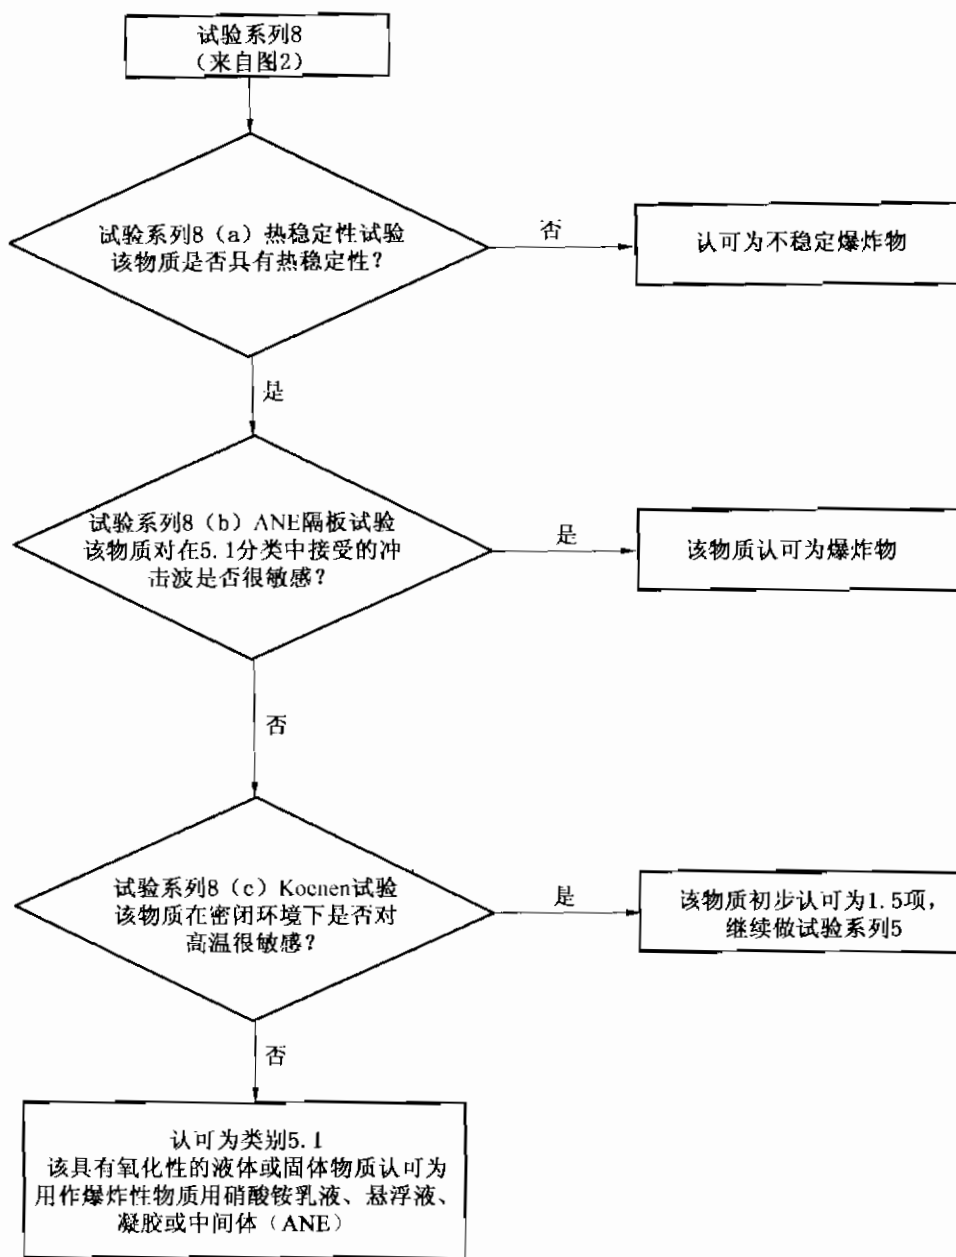 试验系列8
（来自图2）
试验系列8（a）热稳定性试验
该物质是否具有热稳定性？
否
认可为不稳定爆炸物
是
试验系列8（b）ANE隔板试验
该物质对在5.1分类中接受的冲
击波是否很敏感？
是
该物质认可为爆炸物
否
试验系列8（c）Kocnen试验
该物质在密闭环境下是否对
高温很敏感？
是
该物质初步认可为1.5项，
继续做试验系列5
否
认可为类别5.1
该具有氧化性的液体或固体物质认可为
用作爆炸性物质用硝酸铵乳液、悬浮液、
凝胶或中间体（ANE）